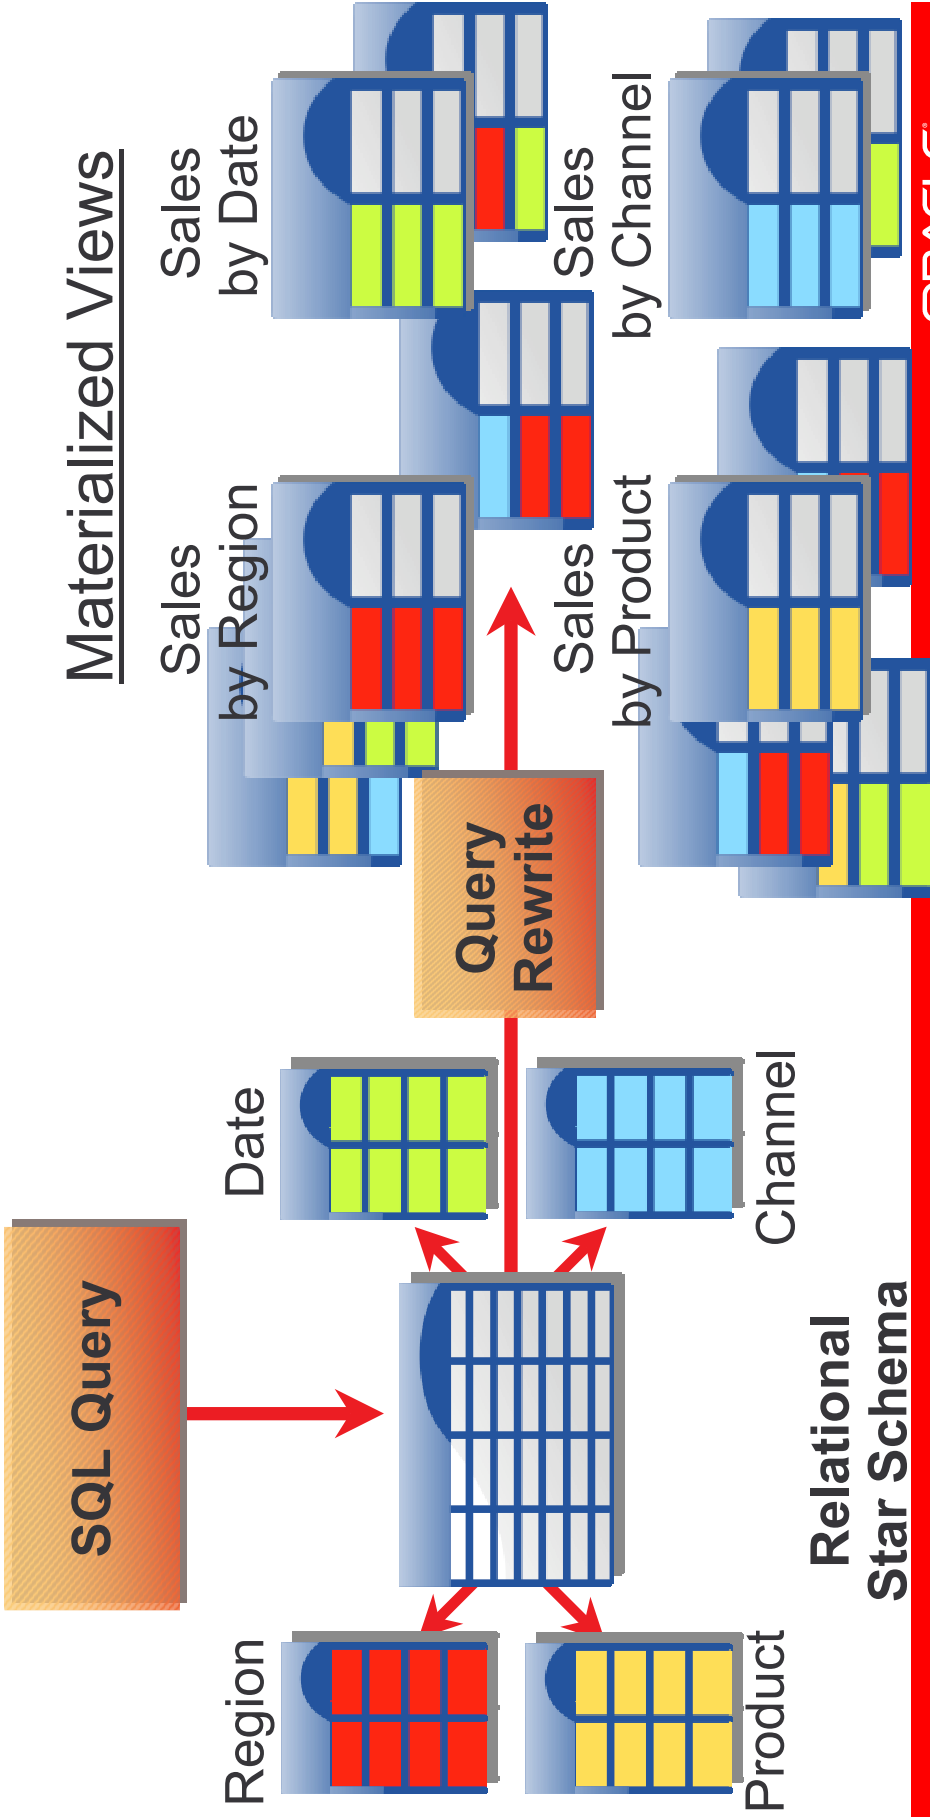 Materialized Views
SQL Query
Sales
by Region
Sales
by Date
Region
Date
Query
Rewrite
Sales
by Product
Sales
by Channel
Product
Channel
Relational
Star Schema